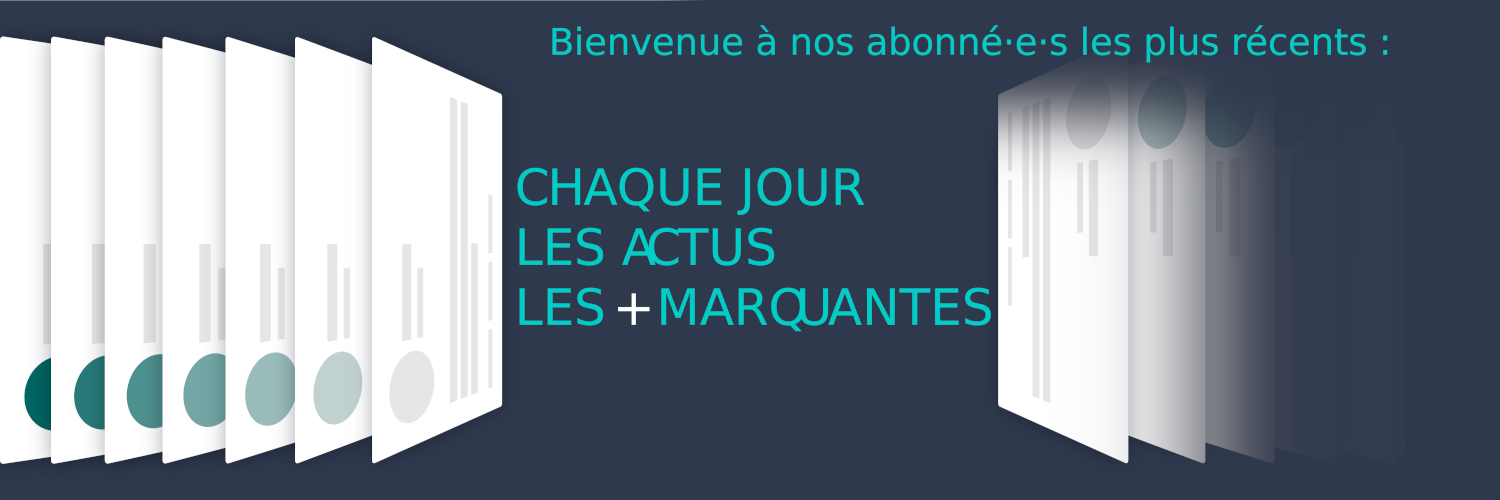 Bienvenue à nos abonné·e·s les plus récents :
CHAQUE JOUR
LES ACTUS
LES + MARQUANTES